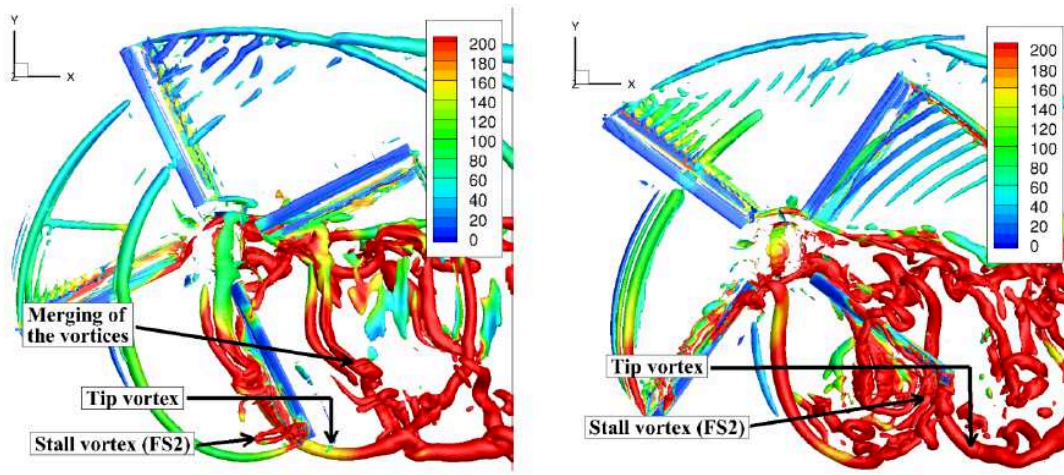 Y
Z
X
200
180
160
140
120
100
80
60
40
20
0
Merging of
the vortices
Tip vortex
Stall vortex (FS2)
Y
Z
X
200
180
160
140
120
100
80
60
40
20
0
Tip vortex
Stall vortex (FS2)